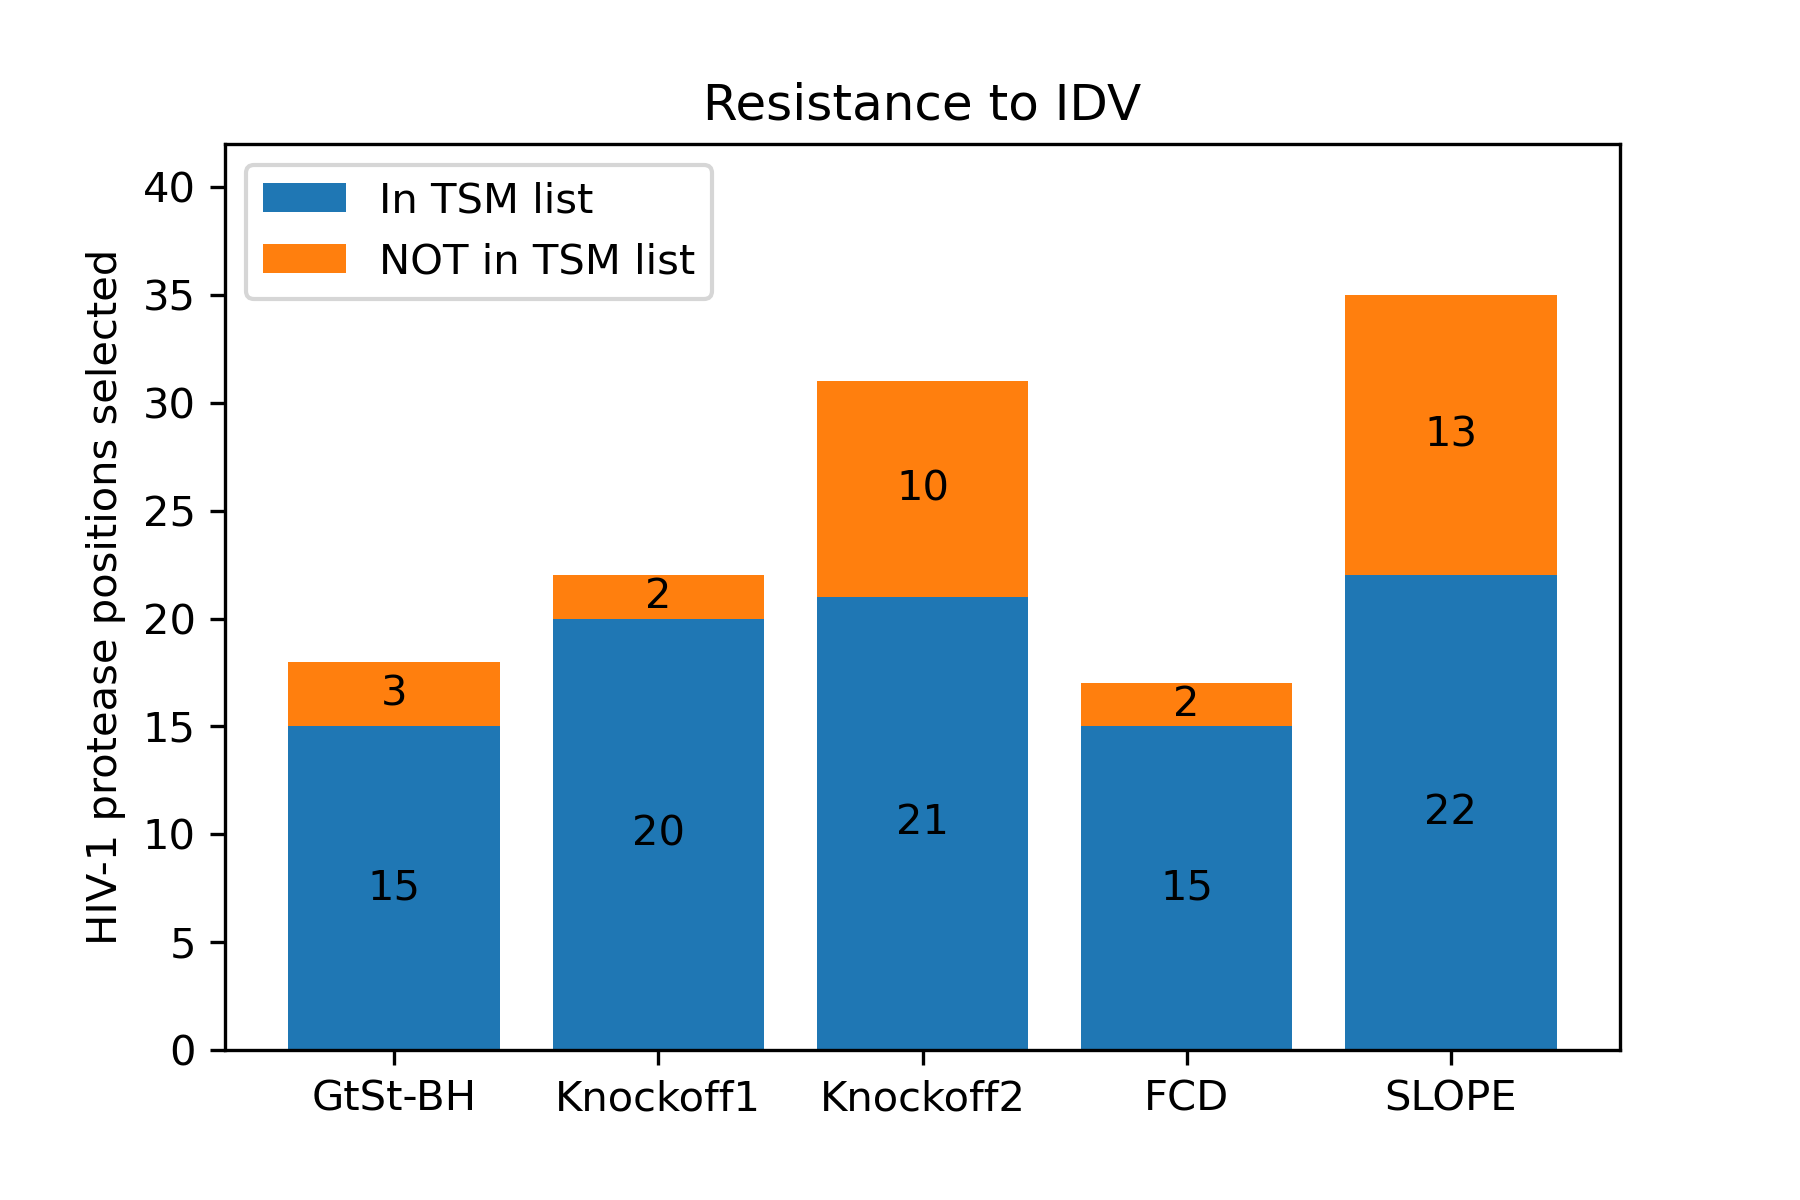 Resistance to IDV
In TSM list
NOT in TSM list
HIV-1 protease positions selected
40
35
30
25
20
15
10
5
0
3
15
2
20
10
21
2
15
13
22
GtSt-BH
Knockoff1
Knockoff2
FCD
SLOPE